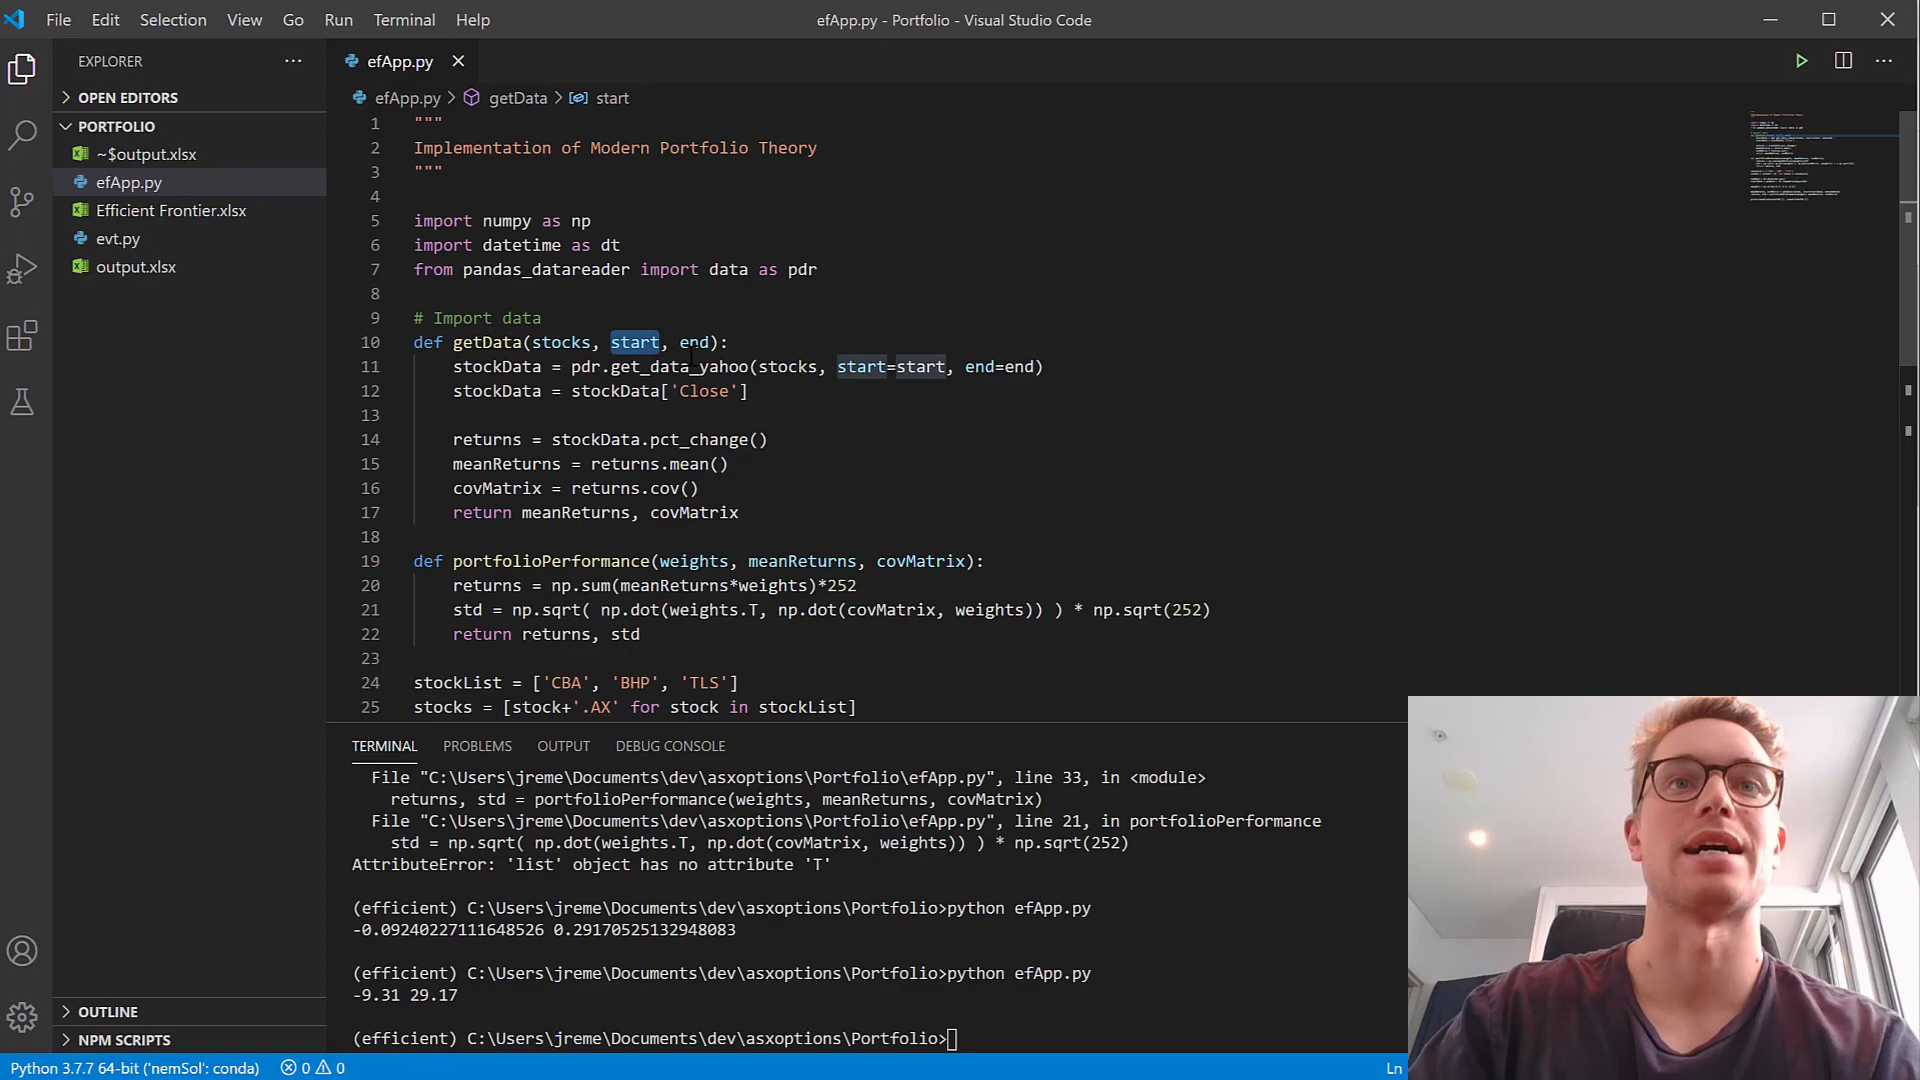 File Edit Selection View Go Run Terminal Help efApp.py - Portfolio - Visual Studio Code
EXPLORER
OPEN EDITORS
PORTFOLIO
~$output.xlsx
efApp.py
Efficient Frontier.xlsx
evt.py
output.xlsx
OUTLINE
NPM SCRIPTS
efApp.py
efApp.py > getData > start
1 """
2 Implementation of Modern Portfolio Theory
3 """
4
5 import numpy as np
6 import datetime as dt
7 from pandas_datareader import data as pdr
8
9 # Import data
10 def getData(stocks, start, end):
11 stockData = pdr.get_data_yahoo(stocks, start=start, end=end)
12 stockData = stockData['Close']
13
14 returns = stockData.pct_change()
15 meanReturns = returns.mean()
16 covMatrix = returns.cov()
17 return meanReturns, covMatrix
18
19 def portfolioPerformance(weights, meanReturns, covMatrix):
20 returns = np.sum(meanReturns*weights)*252
21 std = np.sqrt( np.dot(weights.T, np.dot(covMatrix, weights)) ) * np.sqrt(252)
22 return returns, std
23
24 stockList = ['CBA', 'BHP', 'TLS']
25 stocks = [stock+'.AX' for stock in stockList]
TERMINAL PROBLEMS OUTPUT DEBUG CONSOLE
File "C:\Users\jreme\Documents\dev\asxoptions\Portfolio\efApp.py", line 33, in <module>
returns, std = portfolioPerformance(weights, meanReturns, covMatrix)
File "C:\Users\jreme\Documents\dev\asxoptions\Portfolio\efApp.py", line 21, in portfolioPerformance
std = np.sqrt( np.dot(weights.T, np.dot(covMatrix, weights)) ) * np.sqrt(252)
AttributeError: 'list' object has no attribute 'T'
(efficient) C:\Users\jreme\Documents\dev\asxoptions\Portfolio>python efApp.py
-0.09240227111648526 0.29170525132948083
(efficient) C:\Users\jreme\Documents\dev\asxoptions\Portfolio>python efApp.py
-9.31 29.17
(efficient) C:\Users\jreme\Documents\dev\asxoptions\Portfolio>
Python 3.7.7 64-bit ('nemSol': conda) 0 0 Ln